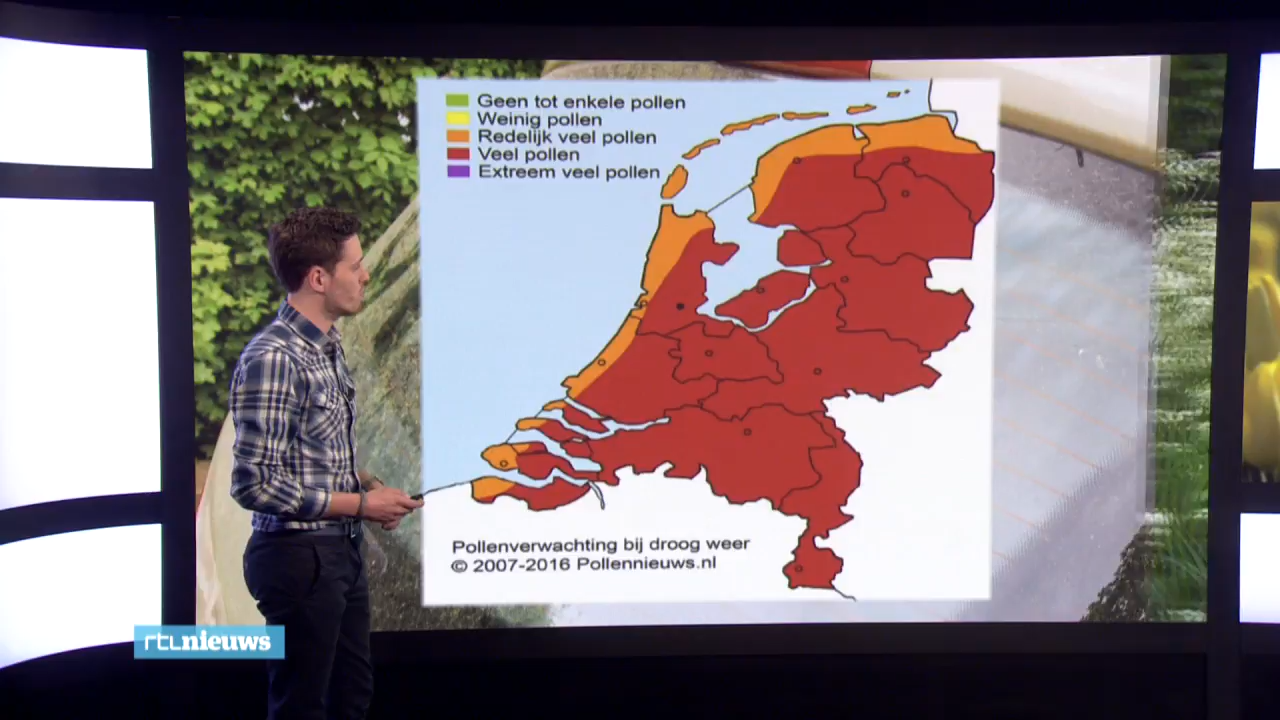 Geen tot enkele pollen
Weinig pollen
Redelijk veel pollen
Veel pollen
Extreem veel pollen
Pollenverwachting bij droog weer
© 2007-2016 Pollennieuws.nl
rtlnieuws